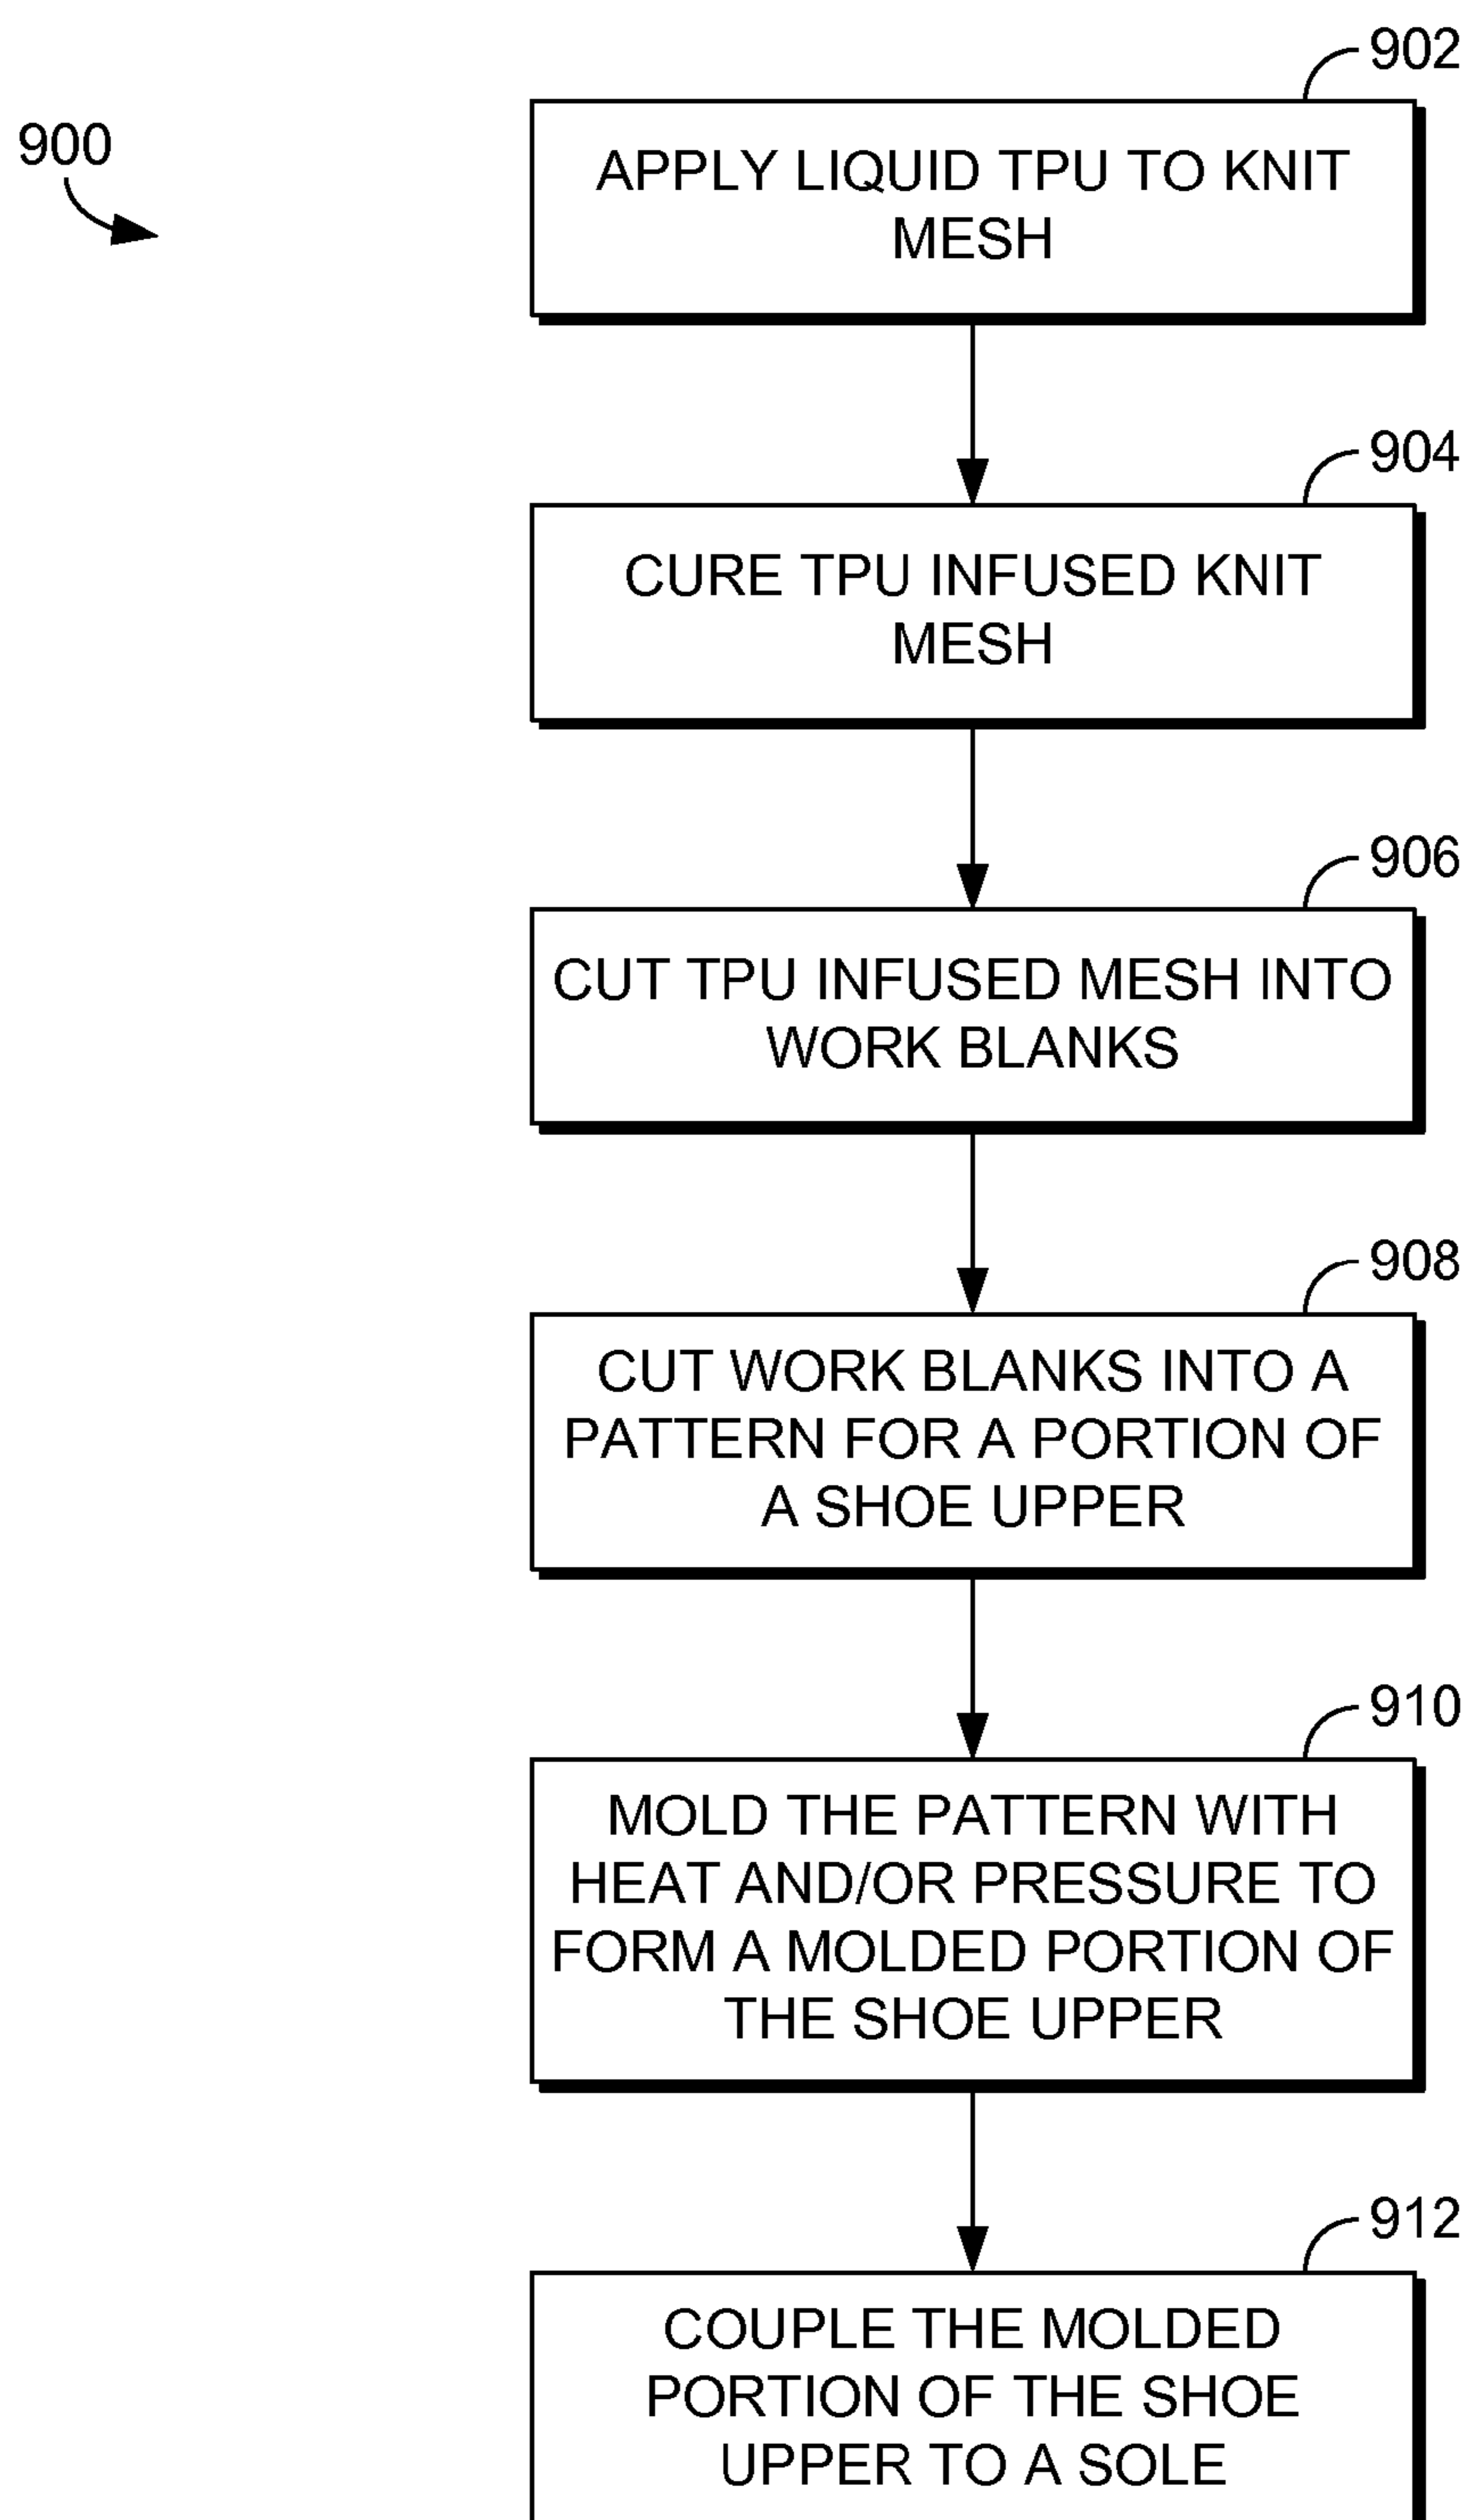 900
902
APPLY LIQUID TPU TO KNIT
MESH
904
CURE TPU INFUSED KNIT
MESH
906
CUT TPU INFUSED MESH INTO
WORK BLANKS
908
CUT WORK BLANKS INTO A
PATTERN FOR A PORTION OF
A SHOE UPPER
910
MOLD THE PATTERN WITH
HEAT AND/OR PRESSURE TO
FORM A MOLDED PORTION OF
THE SHOE UPPER
912
COUPLE THE MOLDED
PORTION OF THE SHOE
UPPER TO A SOLE